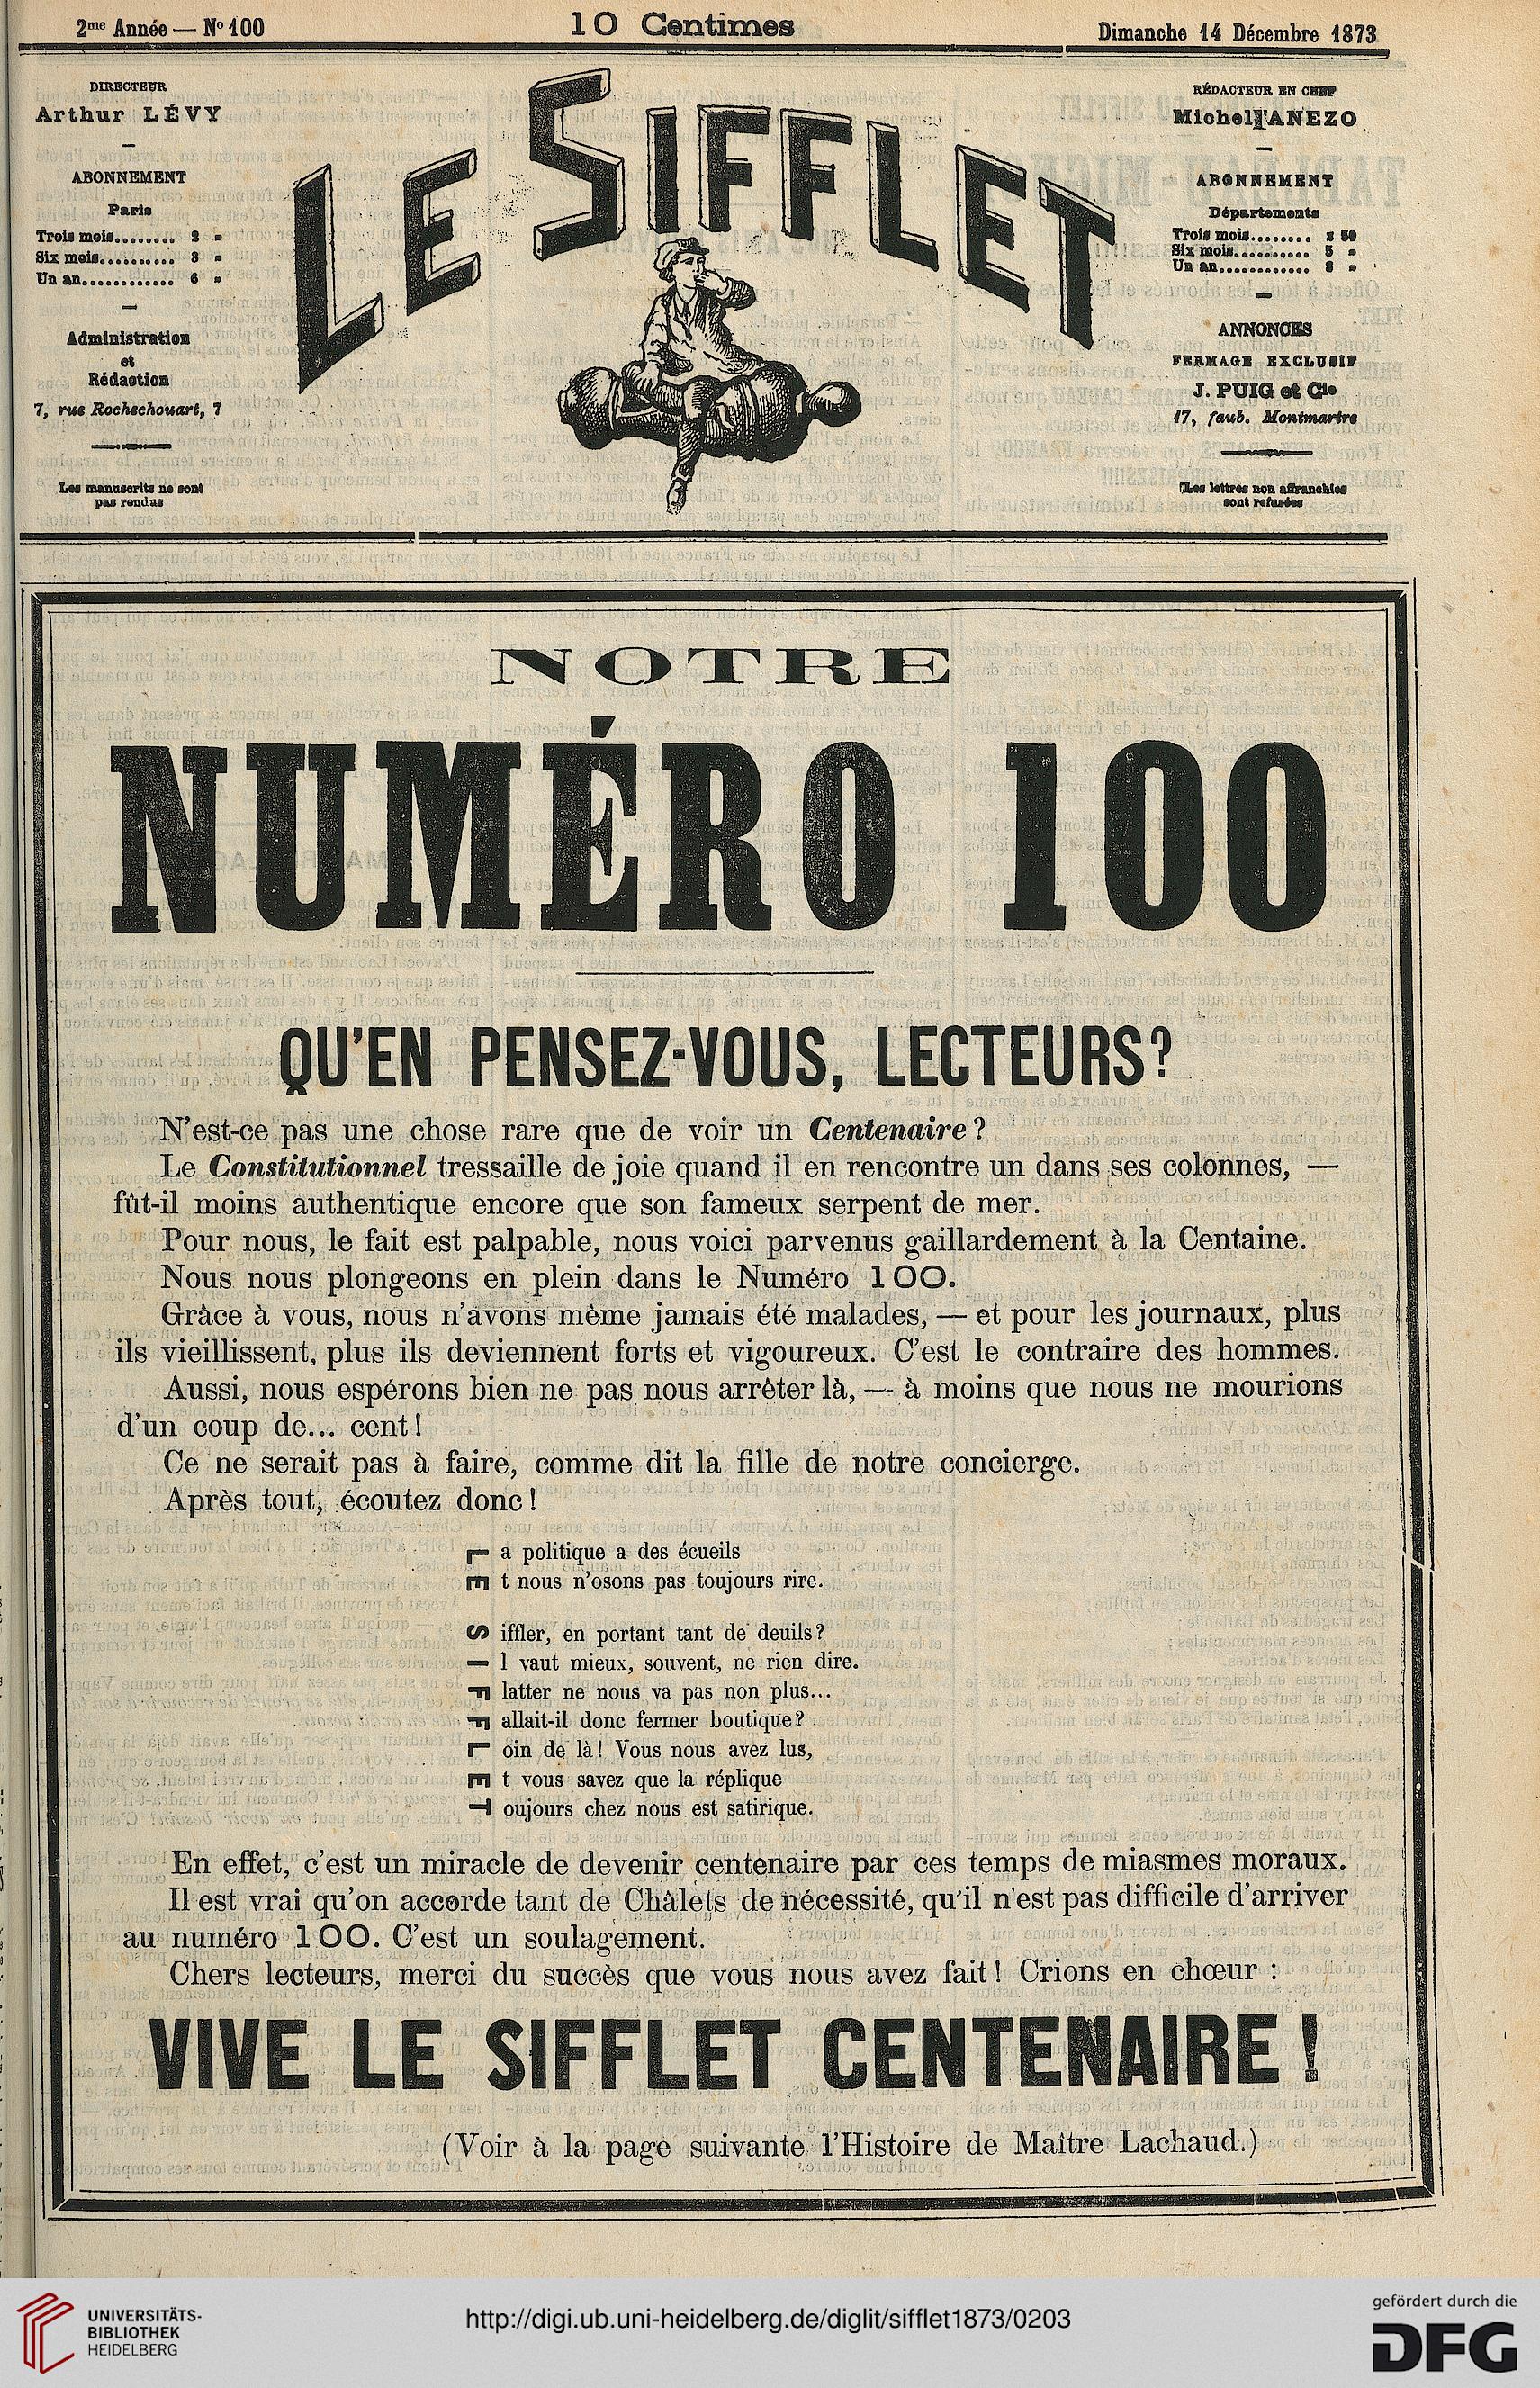 2me Année — No 100
10 Centimes
Dimanche 14 Décembre 1873
DIRECTEUR
Arthur LÉVY
ABONNEMENT
Paris
Trois mois........ 2 »
Six mois.......... 3 »
Un an............. 6 »
Administration
et
Rédaction
7, rue Rochechouart, 7
Les manuscrits ne sont
pas rendus
LE SIFFLET
RÉDACTEUR EN CHEF
Michel ANEZO
ABONNEMENT
Départements
Trois mois........ 2 50
Six mois.......... 5 »
Un an............. 8 »
ANNONCES
FERMAGE EXCLUSIF
J. PUIG et Cie
17, faub. Montmartre
Les lettres non affranchies
sont refusées
NOTRE
NUMÉRO 100
QU'EN PENSEZ-VOUS, LECTEURS?
N'est-ce pas une chose rare que de voir un Centenaire?
Le Constitutionnel tressaille de joie quand il en rencontre un dans ses colonnes, —
fût-il moins authentique encore que son fameux serpent de mer.
Pour nous, le fait est palpable, nous voici parvenus gaillardement à la Centaine.
Nous nous plongeons en plein dans le Numéro 100.
Grâce à vous, nous n'avons même jamais été malades, — et pour les journaux, plus
ils vieillissent, plus ils deviennent forts et vigoureux. C'est le contraire des hommes.
Aussi, nous espérons bien ne pas nous arrêter là, — à moins que nous ne mourions
d'un coup de... cent!
Ce ne serait pas à faire, comme dit la fille de notre concierge.
Après tout, écoutez donc!
La politique a des écueils
Et nous n'osons pas toujours rire.
Siffler, en portant tant de deuils?
Il vaut mieux, souvent, ne rien dire.
Flatter ne nous va pas non plus...
Fallait-il donc fermer boutique?
Loin de là! Vous nous avez lus,
Et vous savez que la réplique
Toujours chez nous est satirique.
En effet, c'est un miracle de devenir centenaire par ces temps de miasmes moraux.
Il est vrai qu'on accorde tant de Châlets de nécessité, qu'il n'est pas difficile d'arriver
au numéro 100. C'est un soulagement.
Chers lecteurs, merci du succès que vous nous avez fait! Crions en chœur :
VIVE LE SIFFLET CENTENAIRE!
(Voir à la page suivante l'Histoire de Maître Lachaud.)
UNIVERSITÄTS-
BIBLIOTHEK
HEIDELBERG
http://digi.ub.uni-heidelberg.de/diglit/sifflet1873/0203
gefördert durch die
DFG